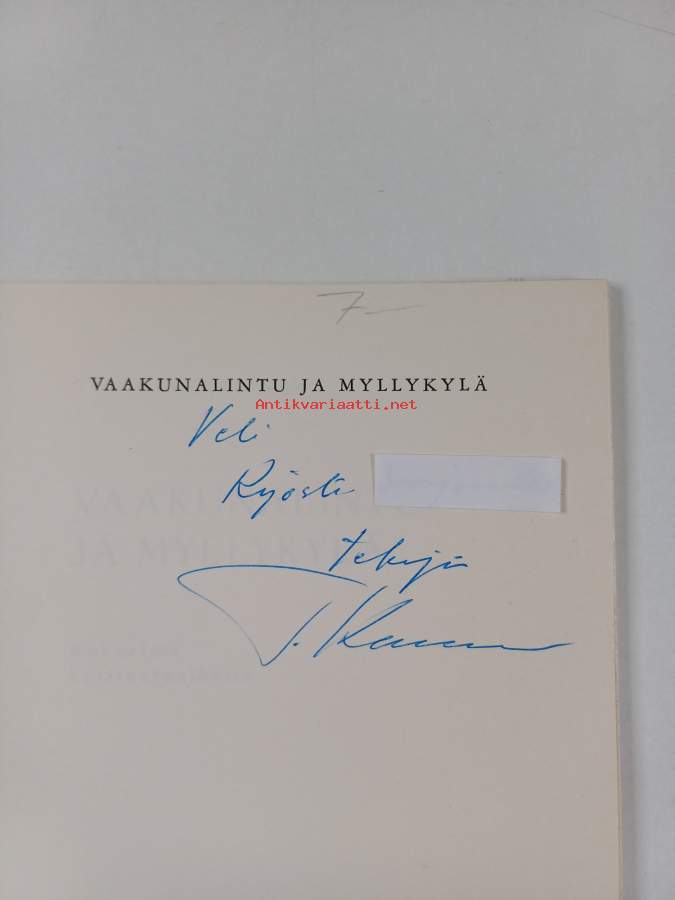 7 —
VAAKUNALINTU JA MYLLYKYLÄ
Antikvariaatti.net
Veli
Kyösti
tekijä